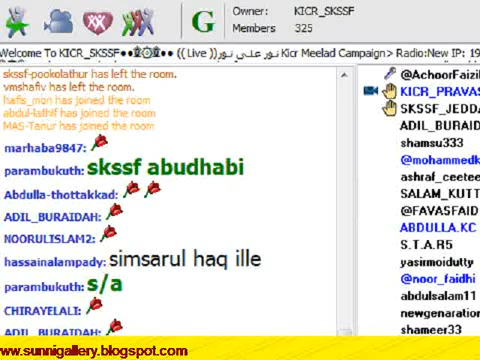 Owner: KICR_SKSSF
G Members 325
Welcome To KICR_SKSSF●●۩۞۩●● (( Live ))نور على نور Kicr Meelad Campaign> Radio:New IP: 19
skssf-pookolathur has left the room.
vmshafiv has left the room.
hafis_mon has joined the room
abdul-lathif has joined the room
MAS-Tanur has joined the room
marhaba9847:
parambukuth: skssf abudhabi
Abdulla-thottakkad:
ADIL_BURAIDAH:
NOORULISLAM2:
hassainalampady: simsarul haq ille
parambukuth: s/a
CHIRAYELALI:
ADIL_BURAIDAH:
@AchoorFaizi
KICR_PRAVAS
SKSSF_JEDDA
ADIL_BURAID
shamsu333
@mohammedk
ashraf_ceetee
SALAM_KUTT
@FAVASFAID
ABDULLA.KC
S.T.A.R5
yasirmoidutty
@noor_faidhi
abdulsalam11
newgenaration
shameer33
www.sunnigallery.blogspot.com